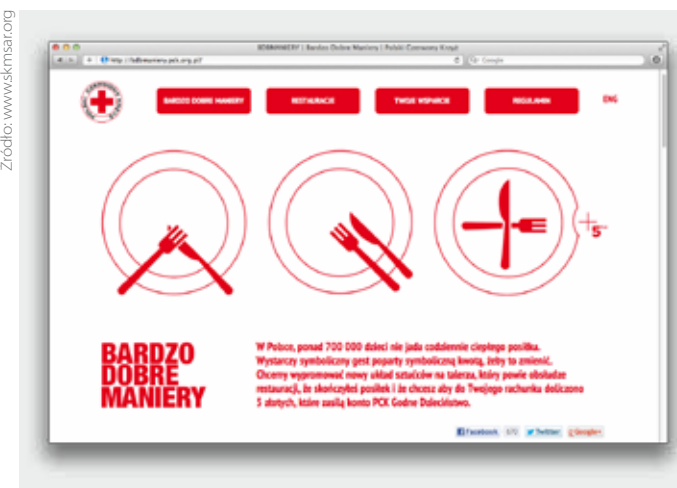 Źródło: www.skmsar.org
BARDZO DOBRE MANIERY
RESTAURACJE
TWOJE WSPARCIE
REGULAMIN
ENG
+5
BARDZO
DOBRE
MANIERY
W Polsce, ponad 700 000 dzieci nie jada codziennie ciepłego posiłku.
Wystarczy symboliczny gest poparty symboliczną kwotą, żeby to zmienić.
Chcemy wypromować nowy układ sztućców na talerzu, który powie obsłudze
restauracji, że skończyłeś posiłek i że chcesz aby do Twojego rachunku doliczono
5 złotych, które zasilą konto PCK Godne Dzieciństwo.
Facebook
Twitter
Google+